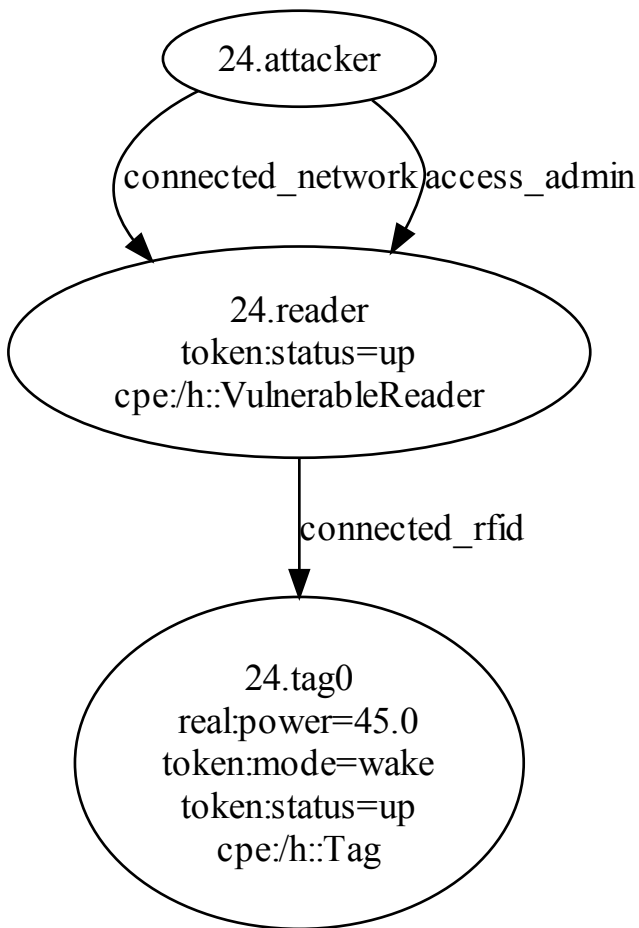 24.attacker
connected_network
access_admin
24.reader
token:status=up
cpe:/h::VulnerableReader
connected_rfid
24.tag0
real:power=45.0
token:mode=wake
token:status=up
cpe:/h::Tag